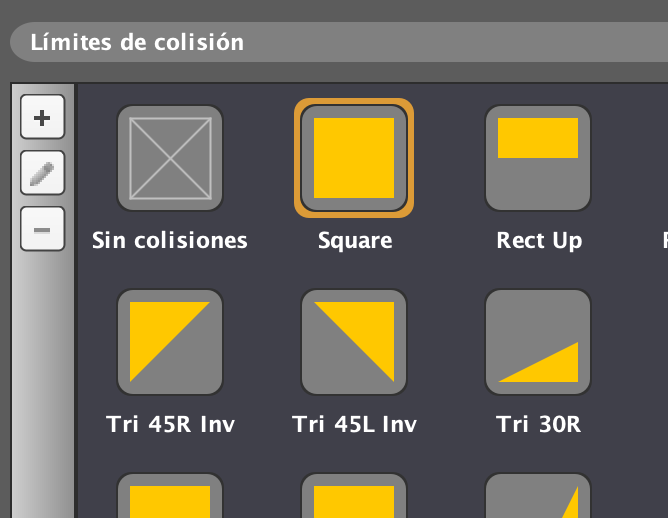 Límites de colisión
Sin colisiones
Square
Rect Up
Tri 45R Inv
Tri 45L Inv
Tri 30R